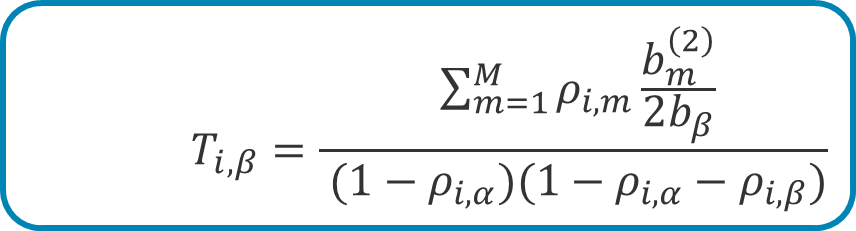 T_{i,β} = \frac{\sum_{m=1}^{M} ρ_{i,m} \frac{b_m^{(2)}}{2b_β}}{(1 − ρ_{i,α})(1 − ρ_{i,α} − ρ_{i,β})}